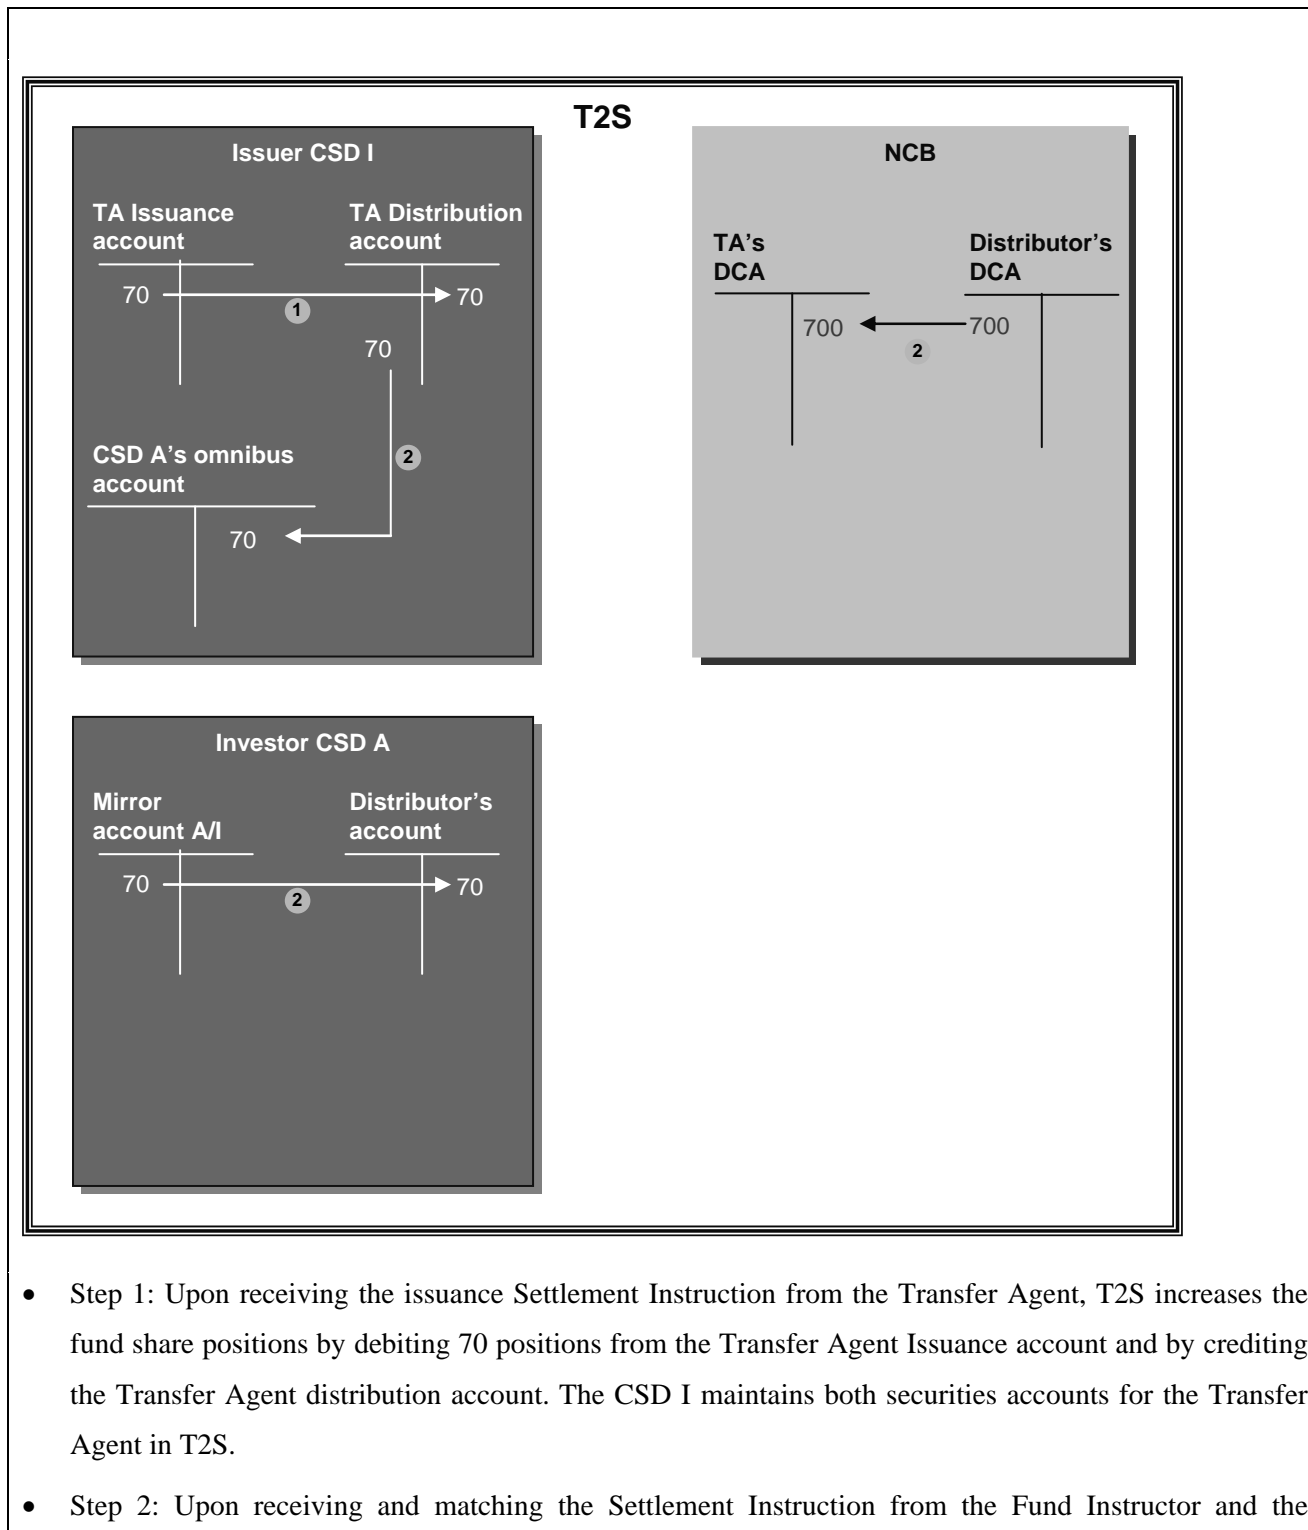 T2S
Issuer CSD I
TA Issuance
account
TA Distribution
account
70
1
70
70
CSD A's omnibus
account
2
70
NCB
TA's
DCA
Distributor's
DCA
700
700
2
Investor CSD A
Mirror
account A/I
Distributor's
account
70
2
70
• Step 1: Upon receiving the issuance Settlement Instruction from the Transfer Agent, T2S increases the
fund share positions by debiting 70 positions from the Transfer Agent Issuance account and by crediting
the Transfer Agent distribution account. The CSD I maintains both securities accounts for the Transfer
Agent in T2S.
• Step 2: Upon receiving and matching the Settlement Instruction from the Fund Instructor and the